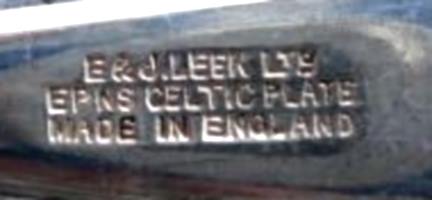 E & J. LEEK LTD
EPNS CELTIC PLATE
MADE IN ENGLAND